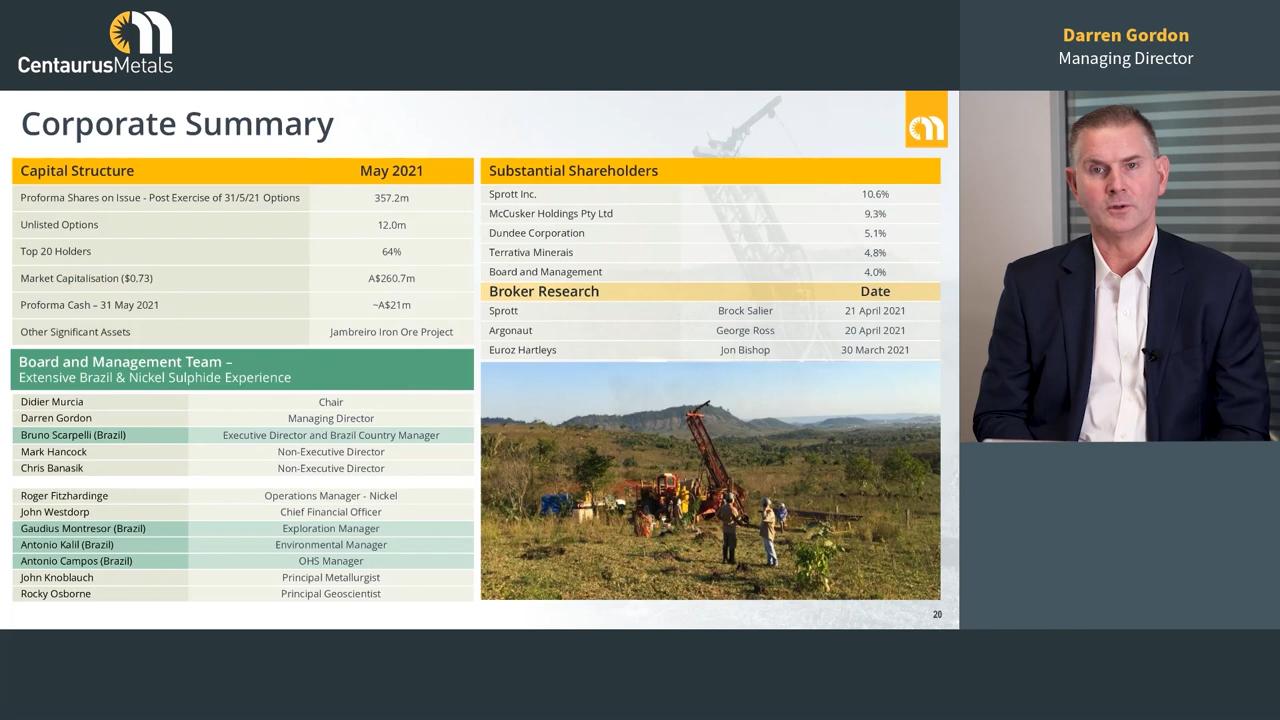 CentaurusMetals
Darren Gordon
Managing Director
Corporate Summary
Capital Structure May 2021
Proforma Shares on Issue - Post Exercise of 31/5/21 Options 357.2m
Unlisted Options 12.0m
Top 20 Holders 64%
Market Capitalisation ($0.73) A$260.7m
Proforma Cash – 31 May 2021 ~A$21m
Other Significant Assets Jambreiro Iron Ore Project
Board and Management Team –
Extensive Brazil & Nickel Sulphide Experience
Didier Murcia Chair
Darren Gordon Managing Director
Bruno Scarpelli (Brazil) Executive Director and Brazil Country Manager
Mark Hancock Non-Executive Director
Chris Banasik Non-Executive Director
Roger Fitzhardinge Operations Manager - Nickel
John Westdorp Chief Financial Officer
Gaudius Montresor (Brazil) Exploration Manager
Antonio Kalil (Brazil) Environmental Manager
Antonio Campos (Brazil) OHS Manager
John Knoblauch Principal Metallurgist
Rocky Osborne Principal Geoscientist
Substantial Shareholders
Sprott Inc. 10.6%
McCusker Holdings Pty Ltd 9.3%
Dundee Corporation 5.1%
Terrativa Minerais 4.8%
Board and Management 4.0%
Broker Research Date
Sprott Brock Salier 21 April 2021
Argonaut George Ross 20 April 2021
Euroz Hartleys Jon Bishop 30 March 2021
20